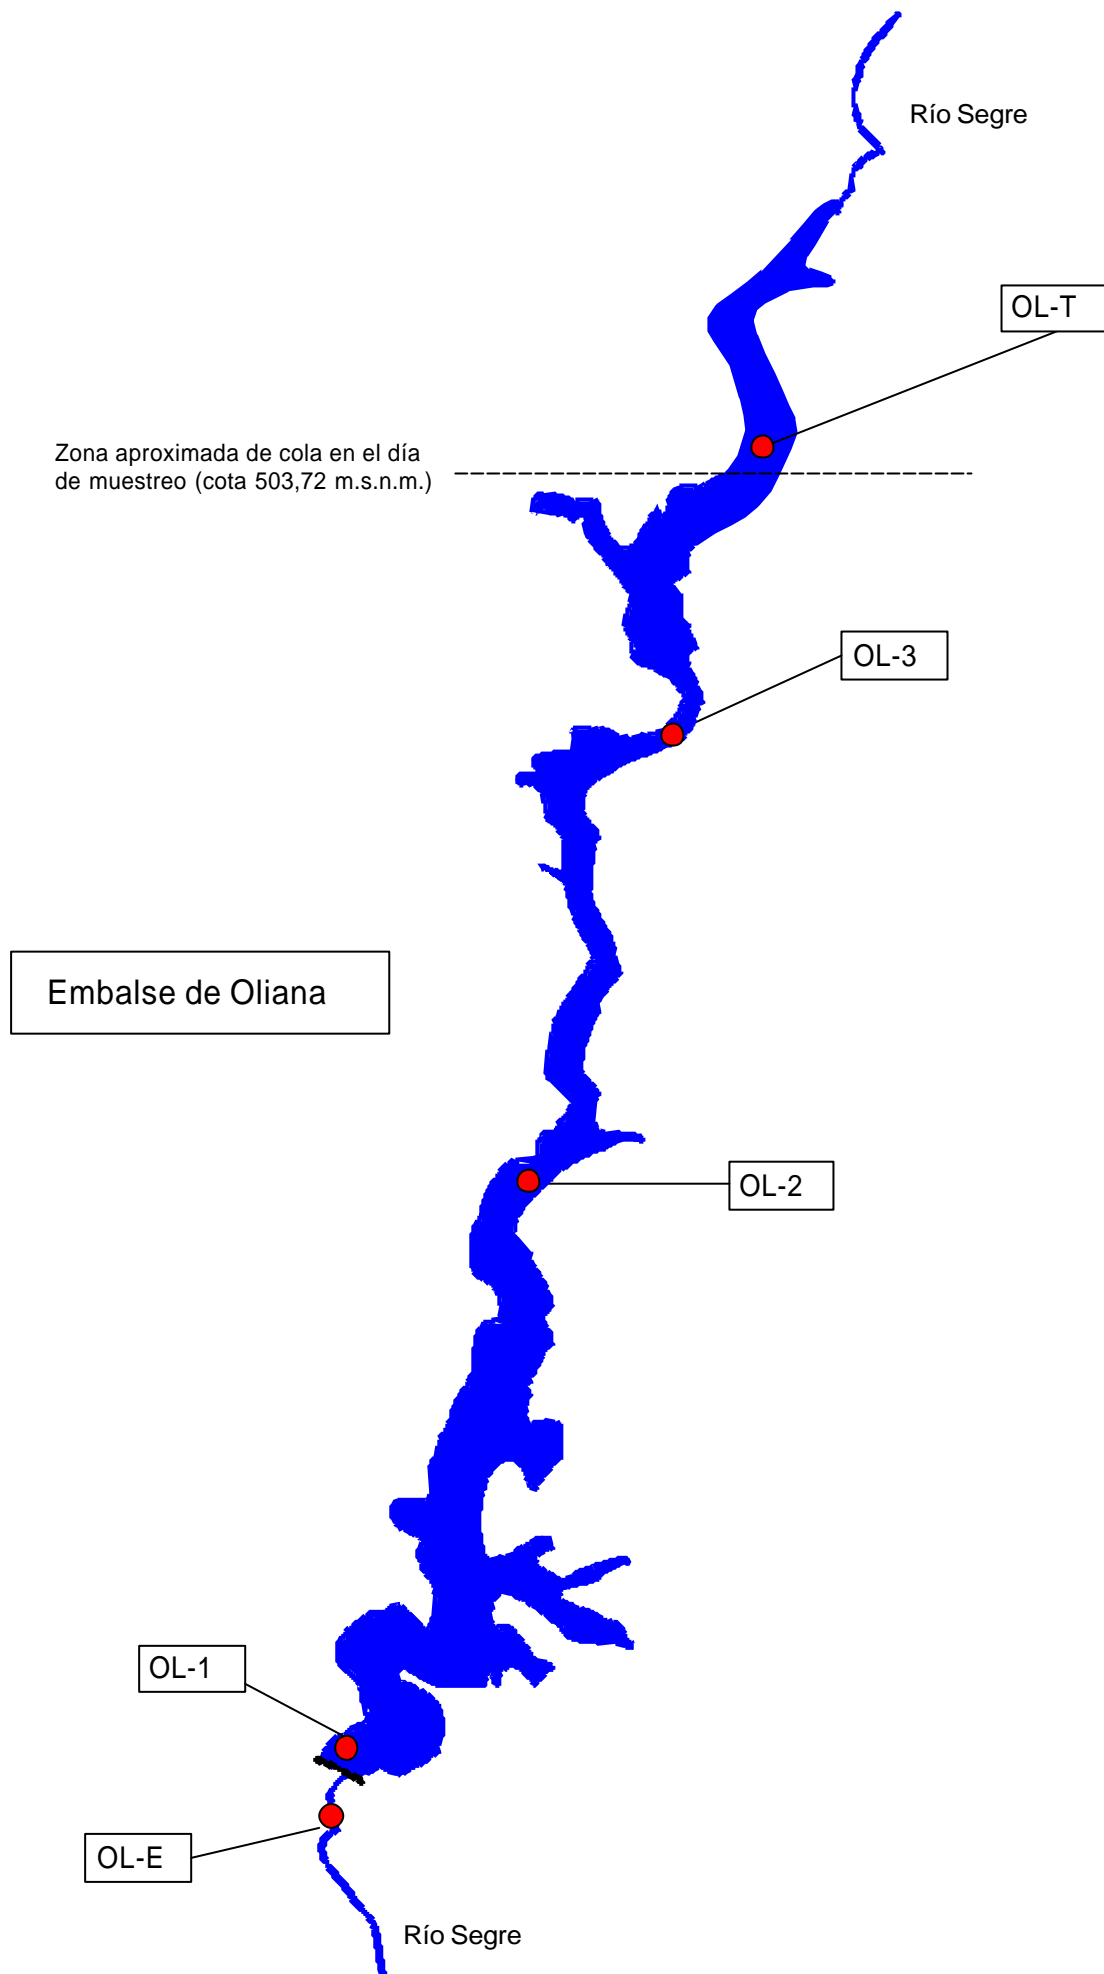 Río Segre
OL-T
Zona aproximada de cola en el día
de muestreo (cota 503,72 m.s.n.m.)
OL-3
Embalse de Oliana
OL-2
OL-1
OL-E
Río Segre